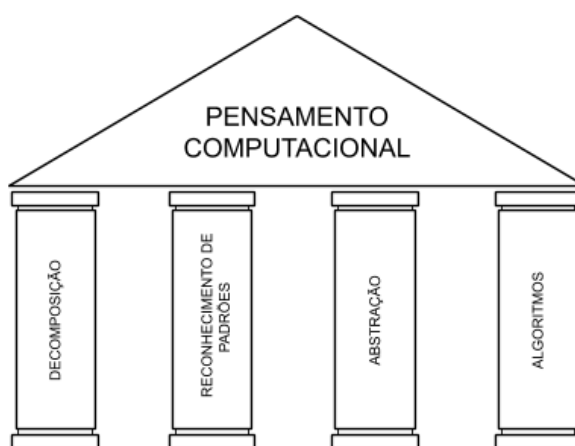 PENSAMENTO
COMPUTACIONAL
DECOMPOSIÇÃO
RECONHECIMENTO DE
PADRÕES
ABSTRAÇÃO
ALGORITMOS